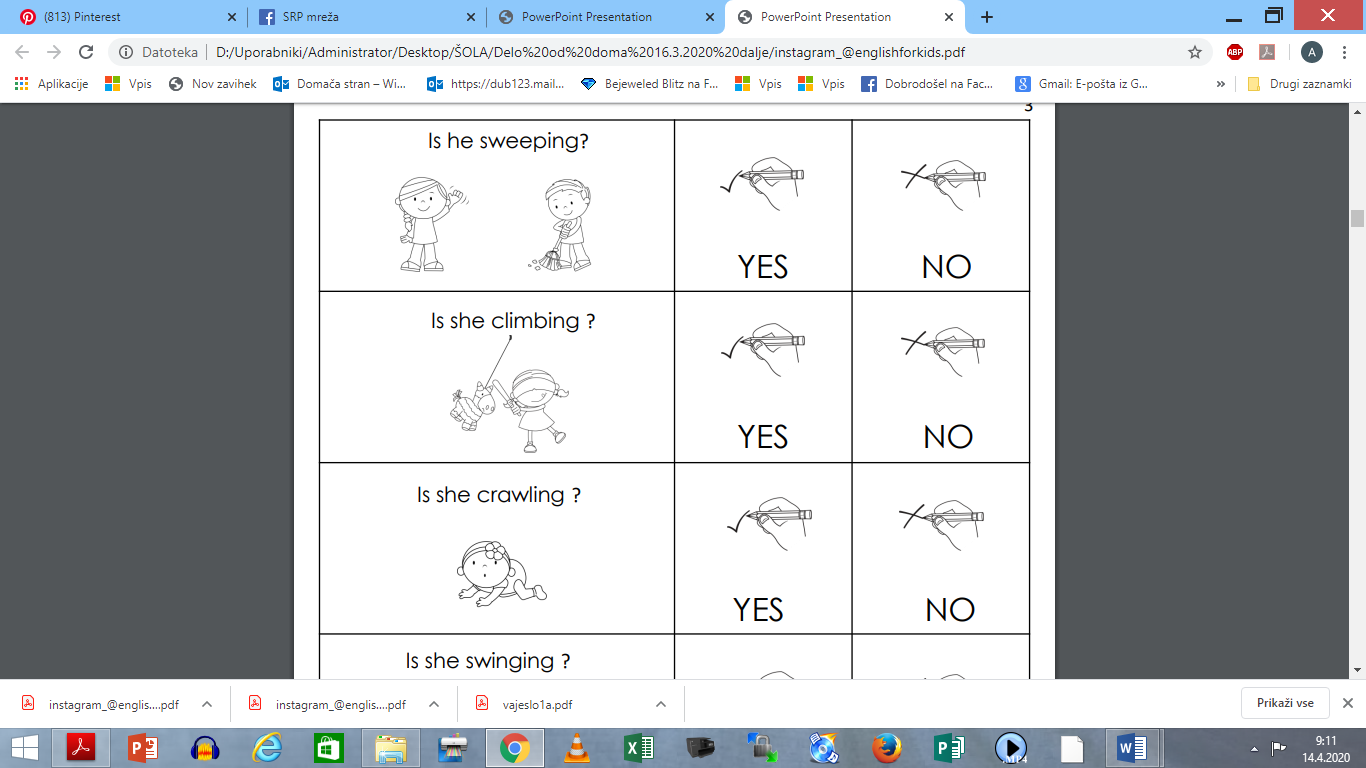 (813) Pinterest
SRP mreža
PowerPoint Presentation
PowerPoint Presentation
Datoteka
D:/Uporabniki/Administrator/Desktop/ŠOLA/Delo%20od%20doma%2016.3.2020%20dalje/instagram_@englishforkids.pdf
ABP
A
Aplikacije
Vpis
Nov zavihek
Domača stran – Wi...
https://dub123.mail...
Bejeweled Blitz na F...
Vpis
Vpis
Dobrodošel na Fac...
Gmail: E-pošta iz G...
»
Drugi zaznamki
3
Is he sweeping?
YES
NO
Is she climbing ?
YES
NO
Is she crawling ?
YES
NO
Is she swinging ?
instagram_@englis....pdf
instagram_@englis....pdf
vajeslo1a.pdf
Prikaži vse
MP4
9:11
14.4.2020